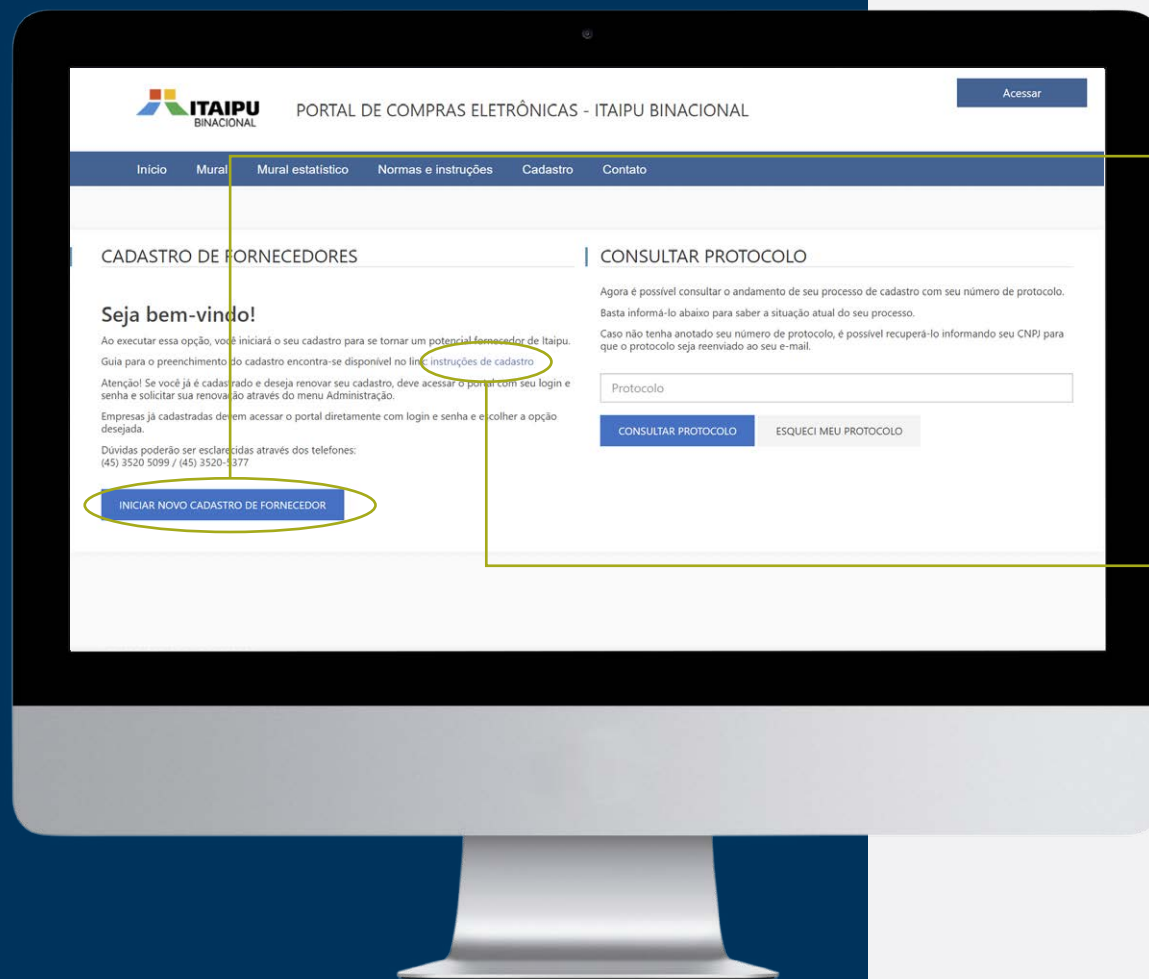 ITAIPU
BINACIONAL
PORTAL DE COMPRAS ELETRÔNICAS - ITAIPU BINACIONAL
Acessar
Início Mural Mural estatístico Normas e instruções Cadastro Contato
CADASTRO DE FORNECEDORES
Seja bem-vindo!
Ao executar essa opção, você iniciará o seu cadastro para se tornar um potencial fornecedor de Itaipu.
Guia para o preenchimento do cadastro encontra-se disponível no link: instruções de cadastro
Atenção! Se você já é cadastrado e deseja renovar seu cadastro, deve acessar o portal com seu login e
senha e solicitar sua renovação através do menu Administração.
Empresas já cadastradas devem acessar o portal diretamente com login e senha e escolher a opção
desejada.
Dúvidas poderão ser esclarecidas através dos telefones:
(45) 3520 5099 / (45) 3520-5377
INICIAR NOVO CADASTRO DE FORNECEDOR
CONSULTAR PROTOCOLO
Agora é possível consultar o andamento de seu processo de cadastro com seu número de protocolo.
Basta informá-lo abaixo para saber a situação atual do seu processo.
Caso não tenha anotado seu número de protocolo, é possível recuperá-lo informando seu CNPJ para
que o protocolo seja reenviado ao seu e-mail.
Protocolo
CONSULTAR PROTOCOLO
ESQUECI MEU PROTOCOLO